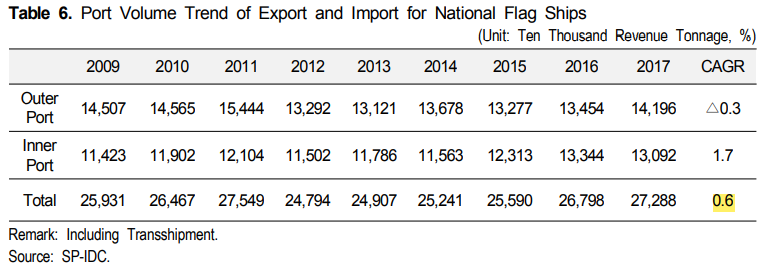 Table 6. Port Volume Trend of Export and Import for National Flag Ships
(Unit: Ten Thousand Revenue Tonnage, %)
2009 2010 2011 2012 2013 2014 2015 2016 2017 CAGR
Outer Port 14,507 14,565 15,444 13,292 13,121 13,678 13,277 13,454 14,196 △0.3
Inner Port 11,423 11,902 12,104 11,502 11,786 11,563 12,313 13,344 13,092 1.7
Total 25,931 26,467 27,549 24,794 24,907 25,241 25,590 26,798 27,288 0.6
Remark: Including Transshipment.
Source: SP-IDC.